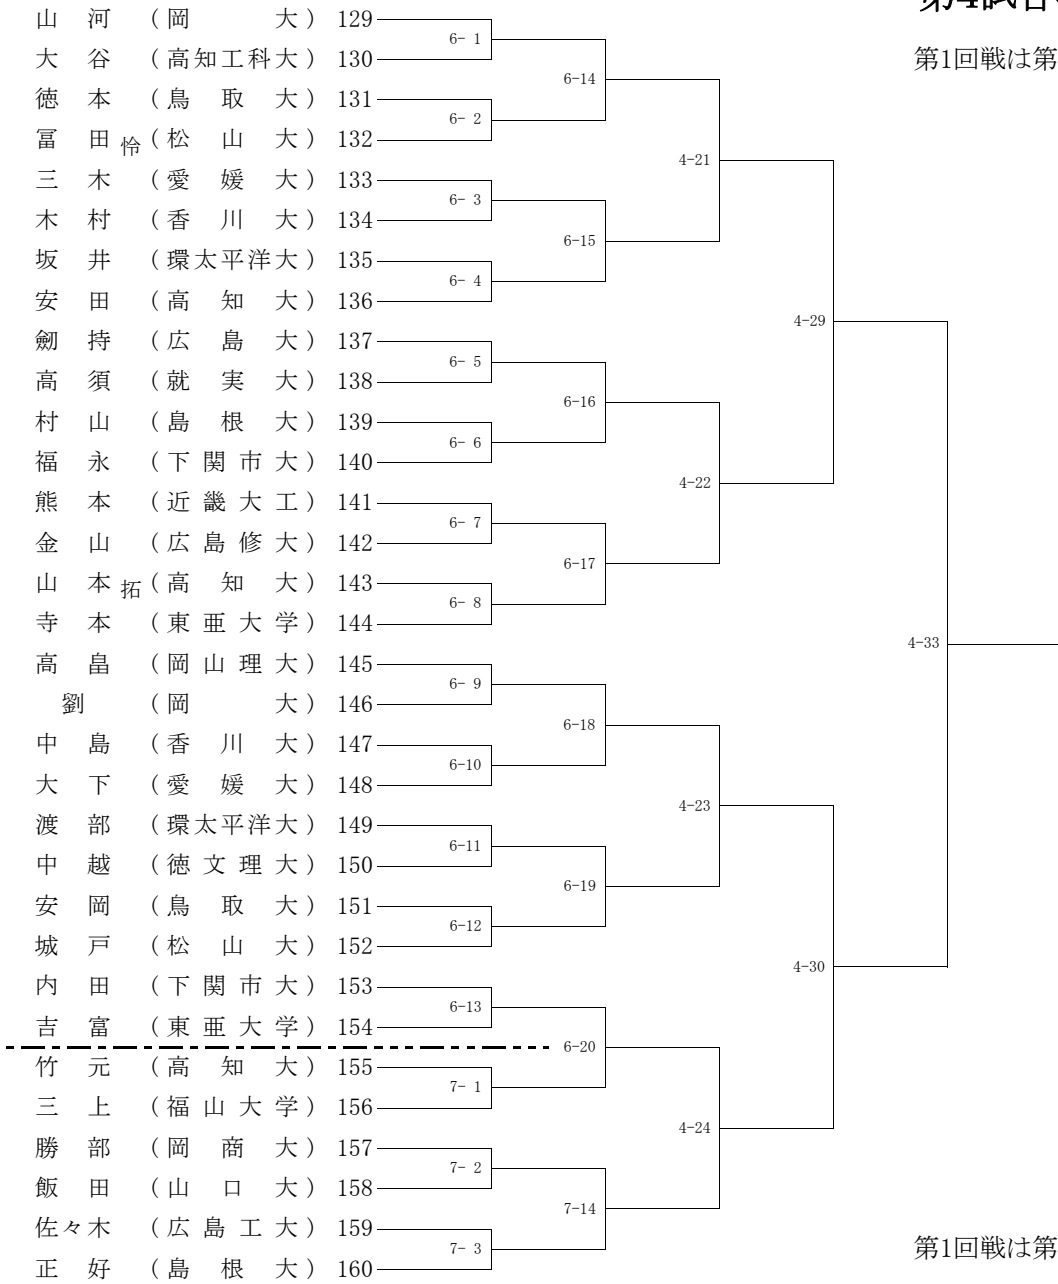 第4試合
第1回戦は第
山河 (岡大) 129
大谷 (高知工科大) 130
徳本 (鳥取大) 131
冨田怜 (松山大) 132
三木 (愛媛大) 133
木村 (香川大) 134
坂井 (環太平洋大) 135
安田 (高知大) 136
劒持 (広島大) 137
高須 (就実大) 138
村山 (島根大) 139
福永 (下関市大) 140
熊本 (近畿大工) 141
金山 (広島修大) 142
山本拓 (高知大) 143
寺本 (東亜大学) 144
高畠 (岡山理大) 145
劉 (岡大) 146
中島 (香川大) 147
大下 (愛媛大) 148
渡部 (環太平洋大) 149
中越 (徳文理大) 150
安岡 (鳥取大) 151
城戸 (松山大) 152
内田 (下関市大) 153
吉富 (東亜大学) 154
竹元 (高知大) 155
三上 (福山大学) 156
勝部 (岡商大) 157
飯田 (山口大) 158
佐々木 (広島工大) 159
正好 (島根大) 160
6- 1
6- 2
6- 3
6- 4
6- 5
6- 6
6- 7
6- 8
6- 9
6-10
6-11
6-12
6-13
7- 1
7- 2
7- 3
6-14
6-15
6-16
6-17
6-18
6-19
6-20
7-14
4-21
4-22
4-23
4-24
4-29
4-30
4-33
第1回戦は第